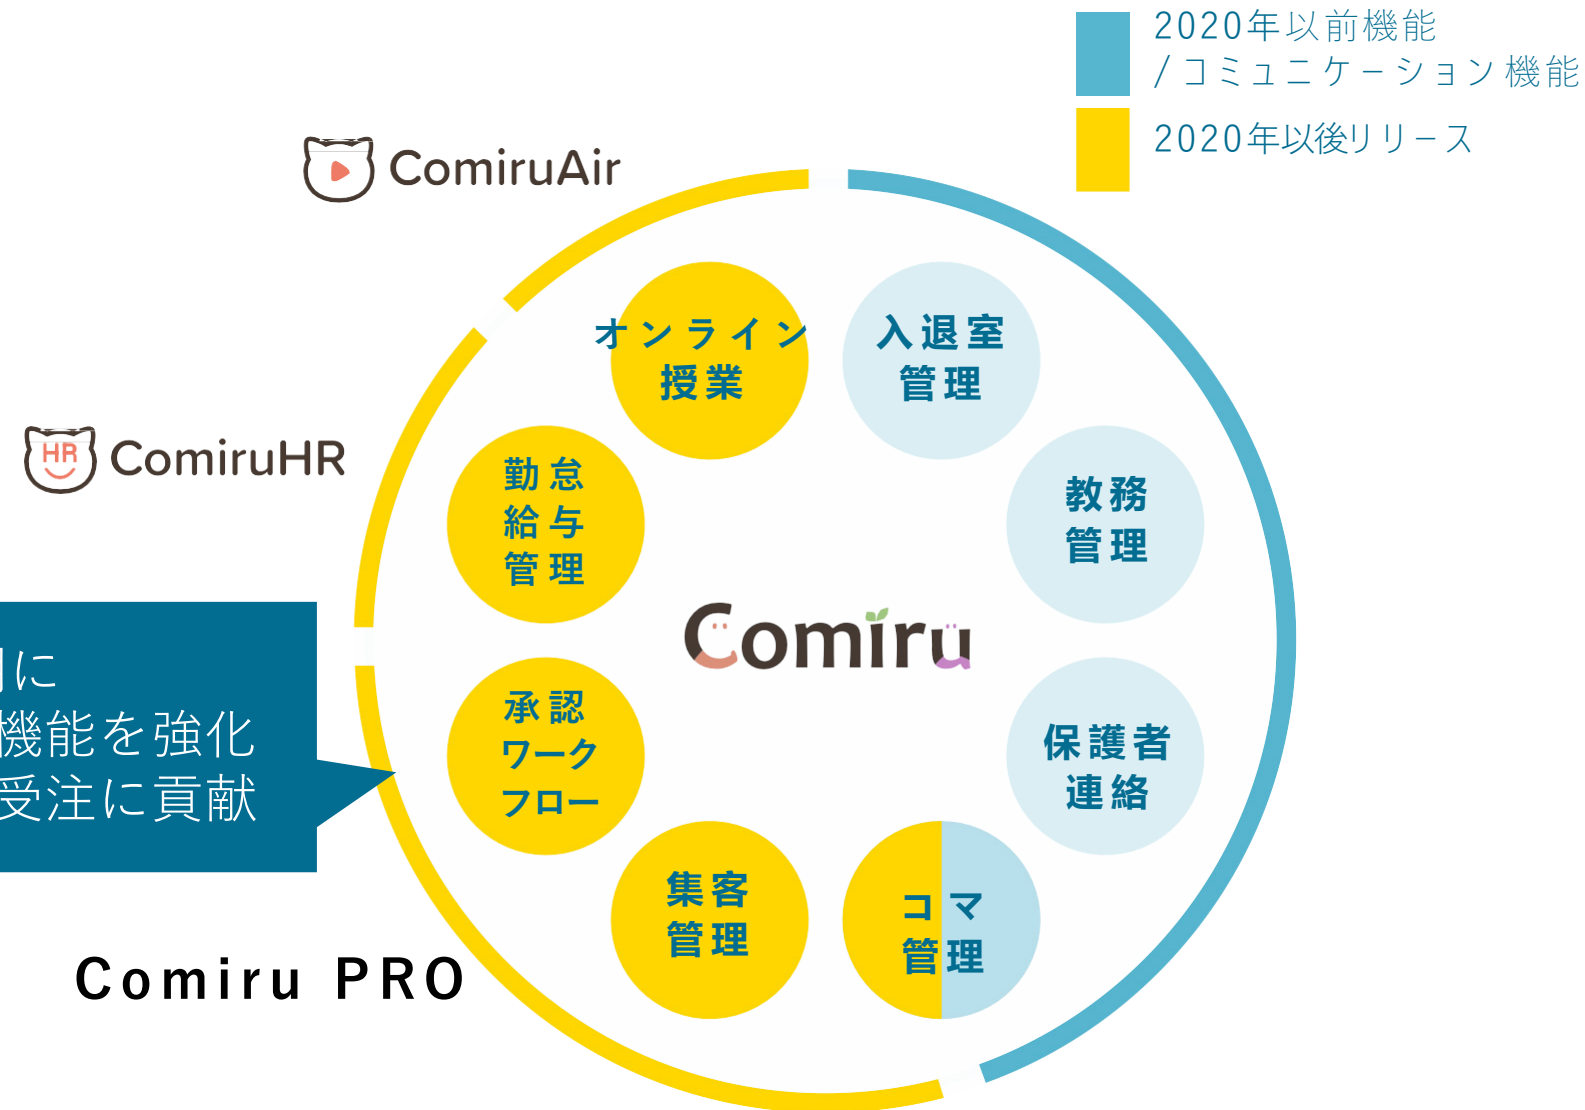 2020年以前機能
/コミュニケーション機能
2020年以後リリース
ComiruAir
オンライン
授業
入退室
管理
HR
ComiruHR
勤怠
給与
管理
教務
管理
Comiru
に
機能を強化
受注に貢献
承認
ワーク
フロー
保護者
連絡
集客
管理
コマ
管理
Comiru PRO